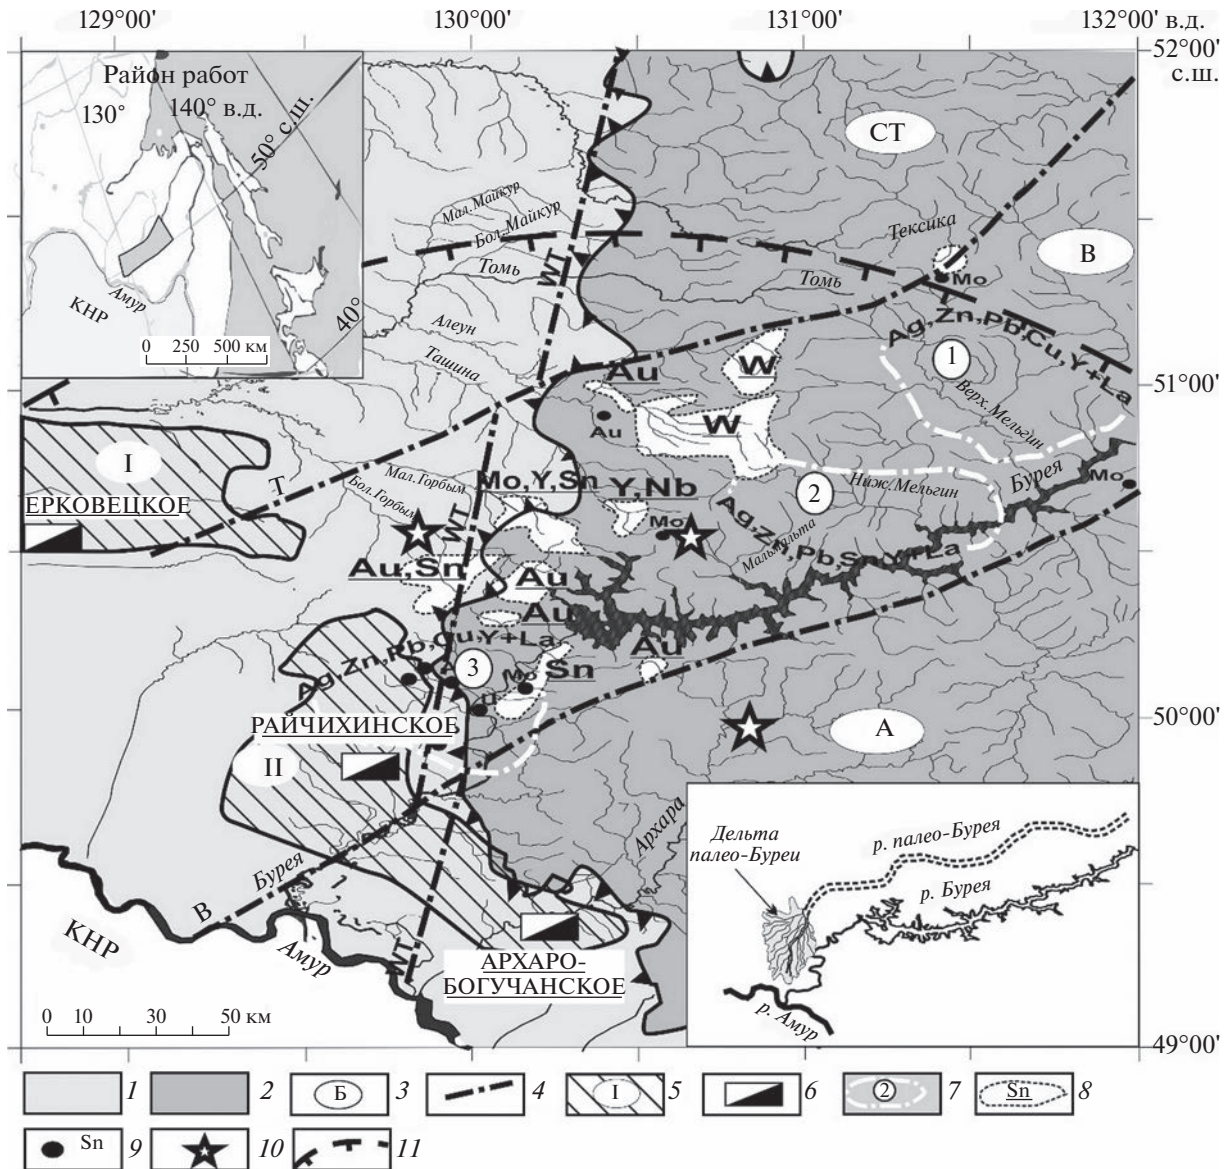 129°00'
130°00'
131°00'
132°00' в.д.
52°00'
с.ш.
Район работ
130°
140° в.д.
50° с.ш.
40°
Амур
КНР
0 250 500 км
СТ
Мал.Майкур
Бол.Майкур
Тексика
В
WT
Томь
Томь
Mo
Алеун
Ташина
Ag,Zn,Pb,Cu,Y+La
1
Au
W
51°00'
Верх.Мельгин
Au
W
I
ЕРКОВЕЦКОЕ
Т
Мал.Горбым
Бол.Горбым
Mo,Y,Sn
Y,Nb
2
Ниж.Мельгин
Бурея
Mo
WT
Mo
Мальмальта
Ag,Zn,Pb,Sn,Y+La
Au,Sn
Au
Au
Au
Ag,Zn,Pb,Cu,Y+La
3
Mo
Sn
50°00'
РАЙЧИХИНСКОЕ
А
II
Архара
Бурея
В
КНР
Амур
WT
АРХАРО-
БОГУЧАНСКОЕ
Дельта
палео-Буреи
р. палео-Бурея
р. Бурея
р. Амур
0 10 30 50 км
49°00'
1
2
Б 3
4
I 5
6
2 7
Sn 8
Sn 9
10
11